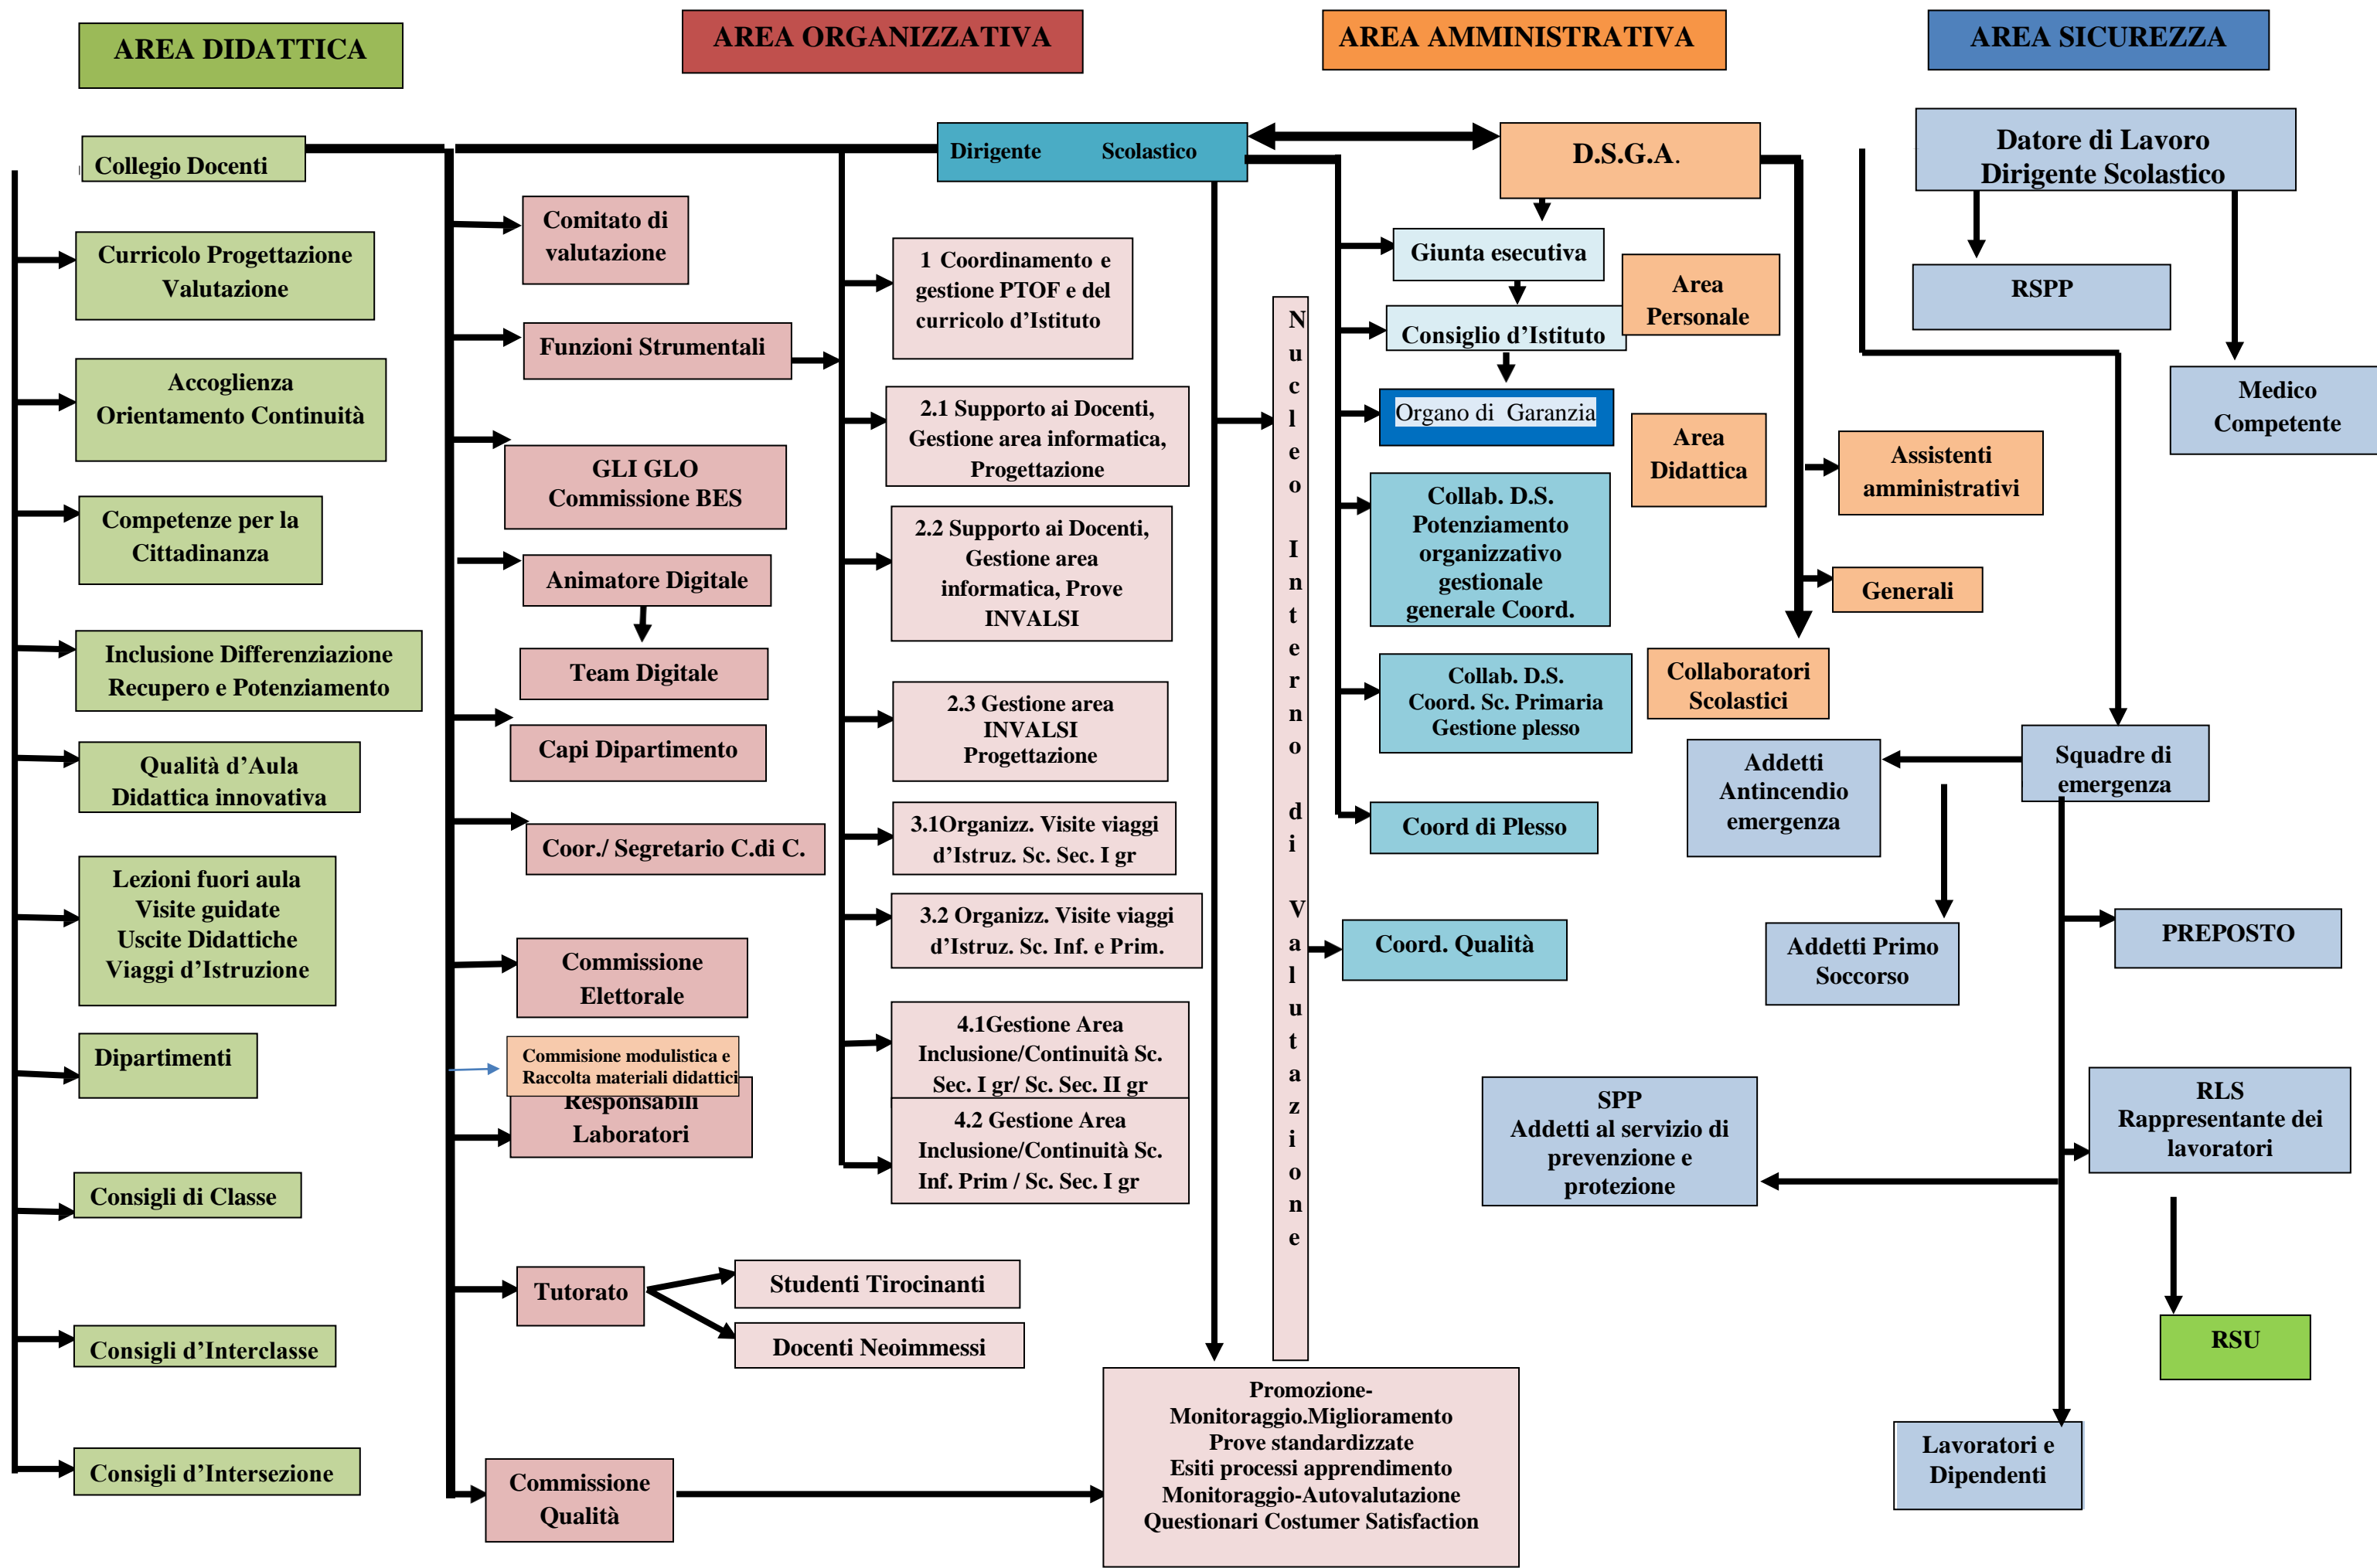 AREA DIDATTICA
AREA ORGANIZZATIVA
AREA AMMINISTRATIVA
AREA SICUREZZA
Collegio Docenti
Curricolo Progettazione
Valutazione
Accoglienza
Orientamento Continuità
Competenze per la
Cittadinanza
Inclusione Differenziazione
Recupero e Potenziamento
Qualità d’Aula
Didattica innovativa
Lezioni fuori aula
Visite guidate
Uscite Didattiche
Viaggi d’Istruzione
Dipartimenti
Consigli di Classe
Consigli d’Interclasse
Consigli d’Intersezione
Comitato di
valutazione
Funzioni Strumentali
GLI GLO
Commissione BES
Animatore Digitale
Team Digitale
Capi Dipartimento
Coor./ Segretario C.di C.
Commissione
Elettorale
Commisione modulistica e
Raccolta materiali didattici
Responsabili
Laboratori
Tutorato
Studenti Tirocinanti
Docenti Neoimmessi
Commissione
Qualità
Dirigente Scolastico
1 Coordinamento e
gestione PTOF e del
curricolo d’Istituto
2.1 Supporto ai Docenti,
Gestione area informatica,
Progettazione
2.2 Supporto ai Docenti,
Gestione area
informatica, Prove
INVALSI
2.3 Gestione area
INVALSI
Progettazione
3.1Organizz. Visite viaggi
d’Istruz. Sc. Sec. I gr
3.2 Organizz. Visite viaggi
d’Istruz. Sc. Inf. e Prim.
4.1Gestione Area
Inclusione/Continuità Sc.
Sec. I gr/ Sc. Sec. II gr
4.2 Gestione Area
Inclusione/Continuità Sc.
Inf. Prim / Sc. Sec. I gr
Nucleo Interno di Valutazione
Promozione-
Monitoraggio.Miglioramento
Prove standardizzate
Esiti processi apprendimento
Monitoraggio-Autovalutazione
Questionari Costumer Satisfaction
D.S.G.A.
Giunta esecutiva
Consiglio d’Istituto
Organo di Garanzia
Collab. D.S.
Potenziamento
organizzativo
gestionale
generale Coord.
Collab. D.S.
Coord. Sc. Primaria
Gestione plesso
Coord di Plesso
Coord. Qualità
Area
Personale
Area
Didattica
Assistenti
amministrativi
Generali
Collaboratori
Scolastici
Datore di Lavoro
Dirigente Scolastico
RSPP
Medico
Competente
Squadre di
emergenza
Addetti
Antincendio
emergenza
Addetti Primo
Soccorso
PREPOSTO
SPP
Addetti al servizio di
prevenzione e
protezione
RLS
Rappresentante dei
lavoratori
RSU
Lavoratori e
Dipendenti